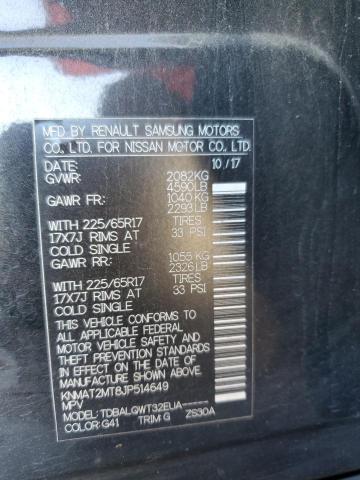 MFD BY RENAULT SAMSUNG MOTORS
CO., LTD. FOR NISSAN MOTOR CO., LTD.
DATE: 10/17
GVWR: 2082KG
4590LB
GAWR FR: 1040 KG
2293LB
WITH 225/65R17 TIRES
17X7J RIMS AT 33 PSI
COLD SINGLE
GAWR RR: 1055 KG
2326LB
WITH 225/65R17 TIRES
17X7J RIMS AT 33 PSI
COLD SINGLE
THIS VEHICLE CONFORMS TO
ALL APPLICABLE FEDERAL
MOTOR VEHICLE SAFETY
STANDARDS IN EFFECT ON THE
DATE OF MANUFACTURE
SHOWN ABOVE.
KNMAT2MT8JP514649
MPV
MODEL: TDBALQWT32EUA-----
COLOR: G41 TRIM: G ZS30A